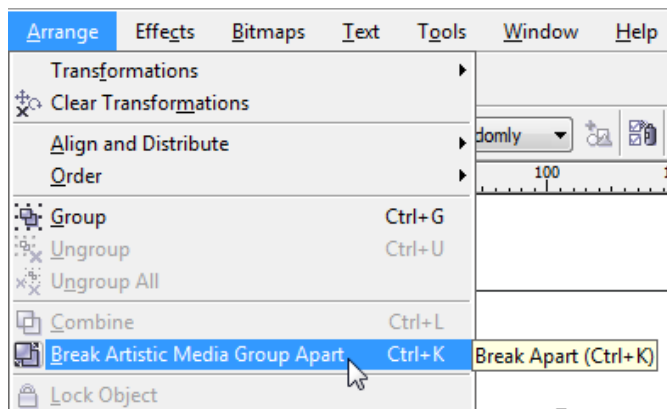 Arrange Effects Bitmaps Text Tools Window Help
Transformations
Clear Transformations
Align and Distribute
domly
Order
100
Group Ctrl+G
Ungroup Ctrl+U
Ungroup All
Combine Ctrl+L
Break Artistic Media Group Apart Ctrl+K Break Apart (Ctrl+K)
Lock Object